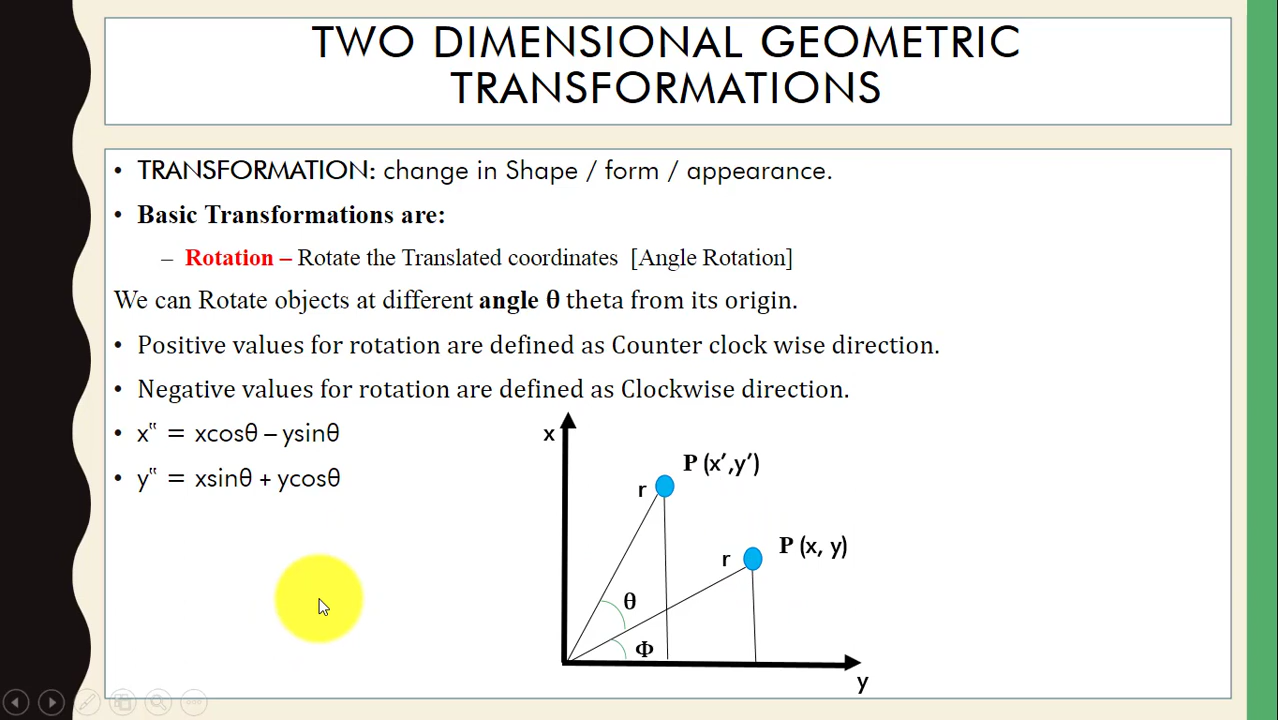 TWO DIMENSIONAL GEOMETRIC
TRANSFORMATIONS
• TRANSFORMATION: change in Shape / form / appearance.
• Basic Transformations are:
– Rotation – Rotate the Translated coordinates [Angle Rotation]
We can Rotate objects at different angle θ theta from its origin.
• Positive values for rotation are defined as Counter clock wise direction.
• Negative values for rotation are defined as Clockwise direction.
• x‟ = xcosθ – ysinθ
• y‟ = xsinθ + ycosθ
x
P (x′,y′)
r
P (x, y)
r
θ
Φ
y